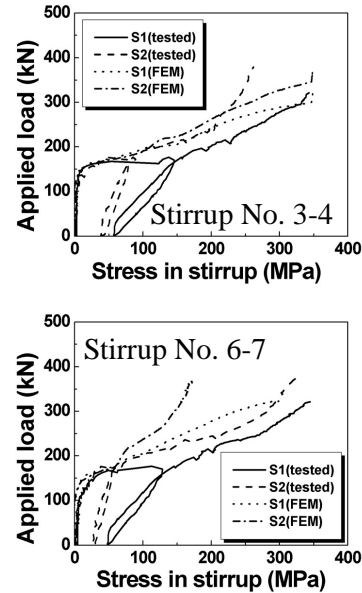 500
400
300
200
100
0
Applied load (kN)
S1(tested)
S2(tested)
S1(FEM)
S2(FEM)
Stirrup No. 3-4
0 100 200 300 400
Stress in stirrup (MPa)
500
400
300
200
100
0
Applied load (kN)
Stirrup No. 6-7
S1(tested)
S2(tested)
S1(FEM)
S2(FEM)
0 100 200 300 400
Stress in stirrup (MPa)